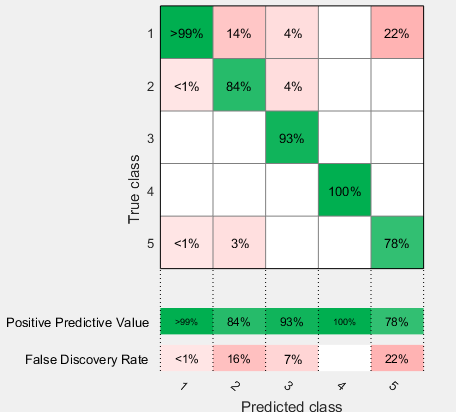 1 >99% 14% 4% 22%
2 <1% 84% 4%
3 93%
4 100%
5 <1% 3% 78%
True class
Positive Predictive Value >99% 84% 93% 100% 78%
False Discovery Rate <1% 16% 7% 22%
1 2 3 4 5
Predicted class